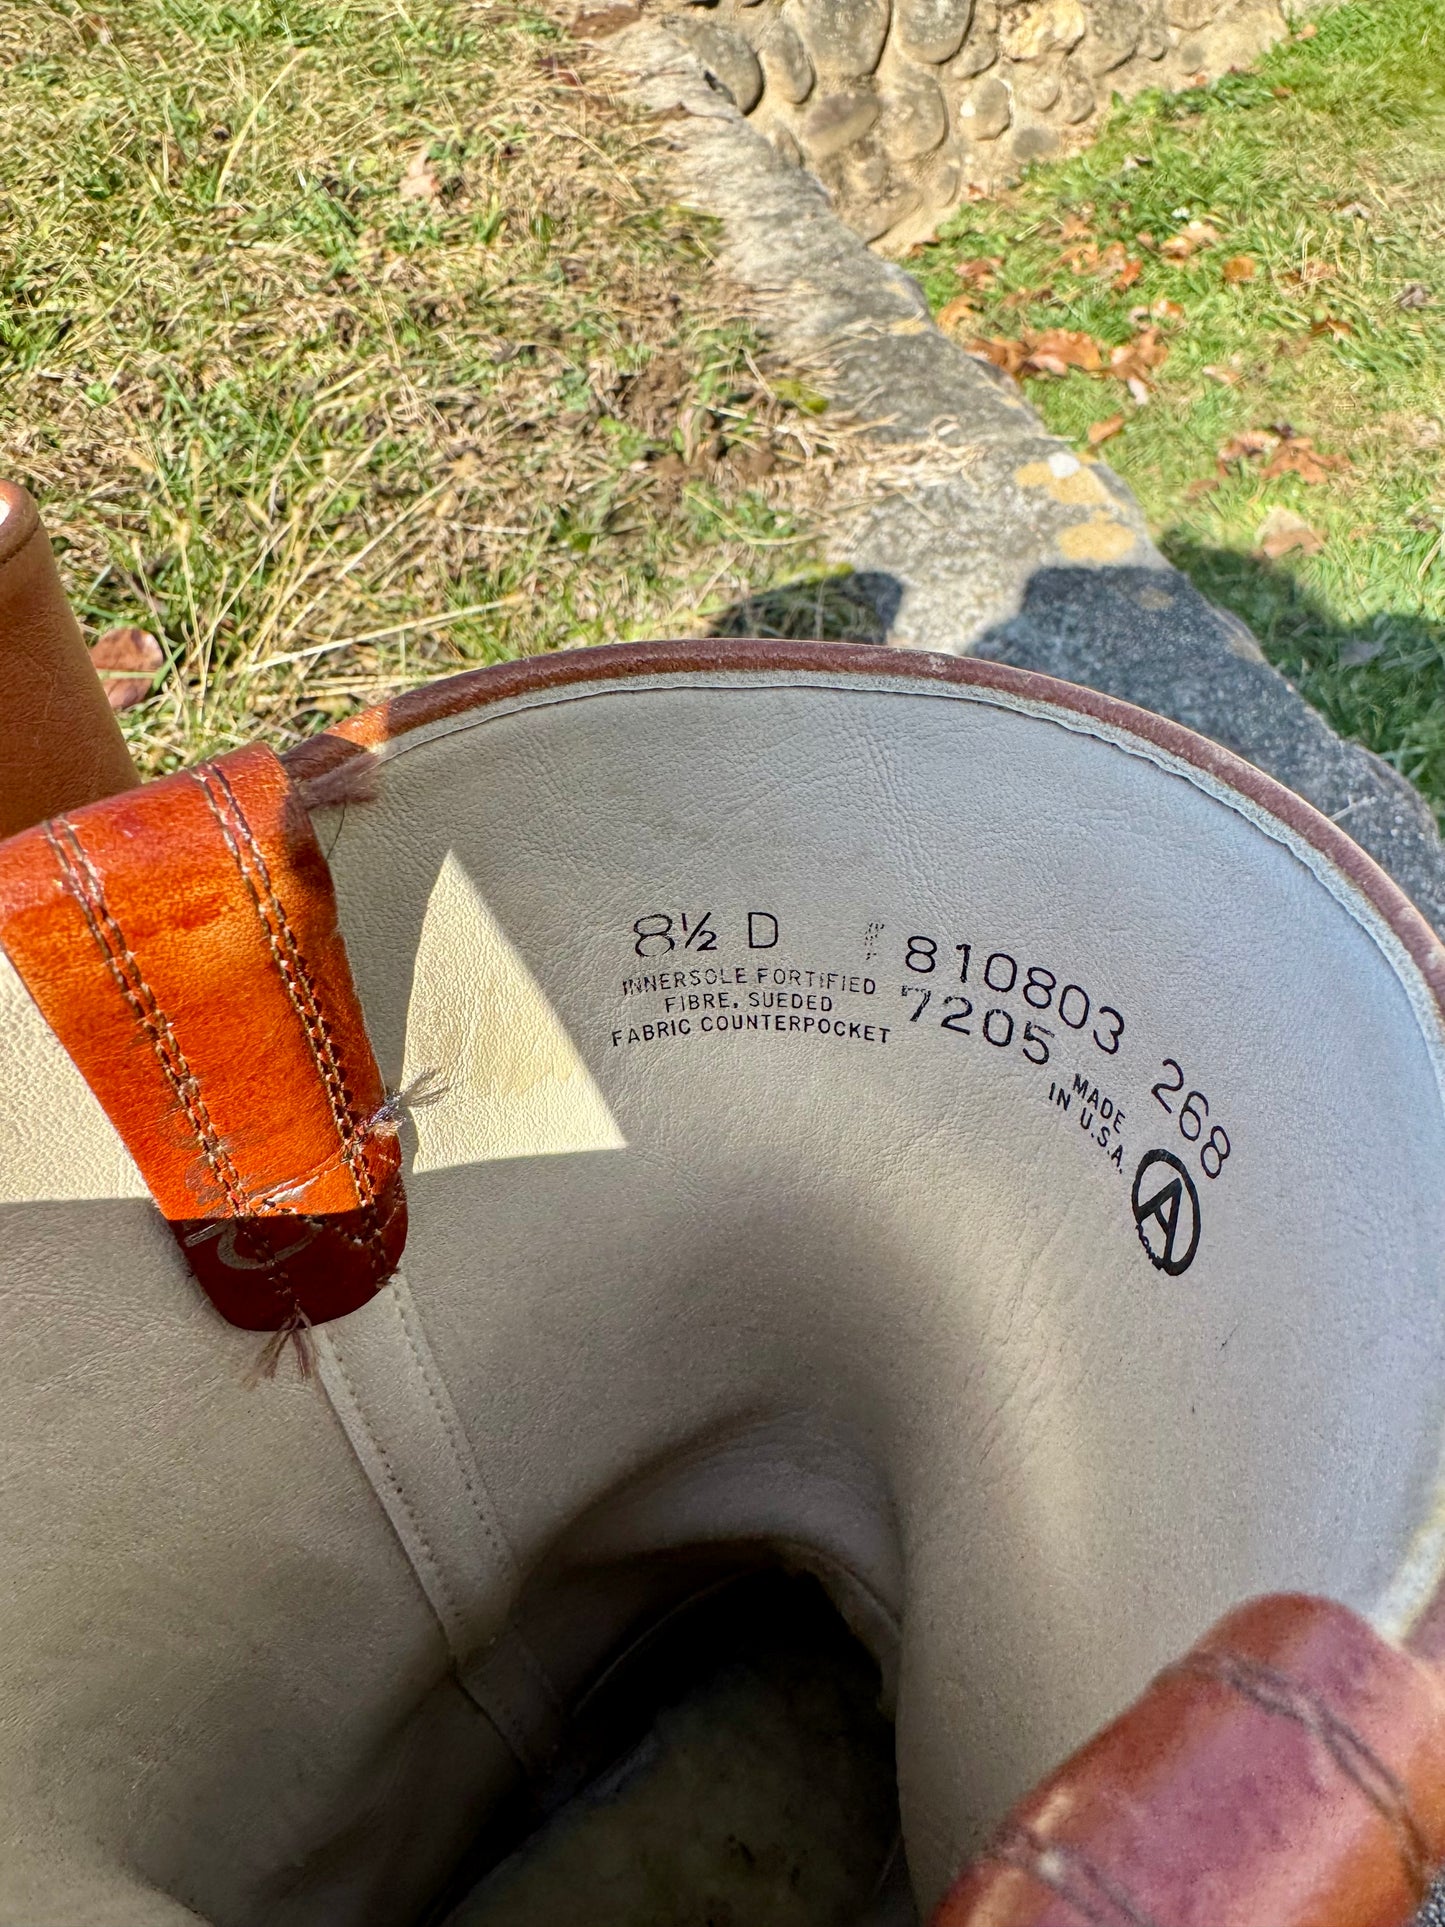 8½ D
INNERSOLE FORTIFIED
FIBRE, SUEDED
FABRIC COUNTERPOCKET
810803 268
7205
MADE
IN U.S.A.
A